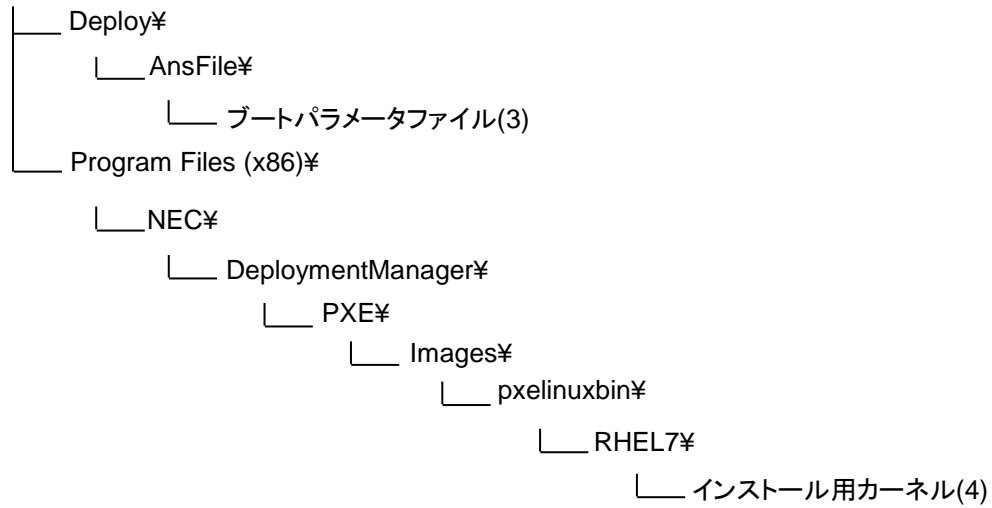 Deploy¥
AnsFile¥
ブートパラメータファイル(3)
Program Files (x86)¥
NEC¥
DeploymentManager¥
PXE¥
Images¥
pxelinuxbin¥
RHEL7¥
インストール用カーネル(4)